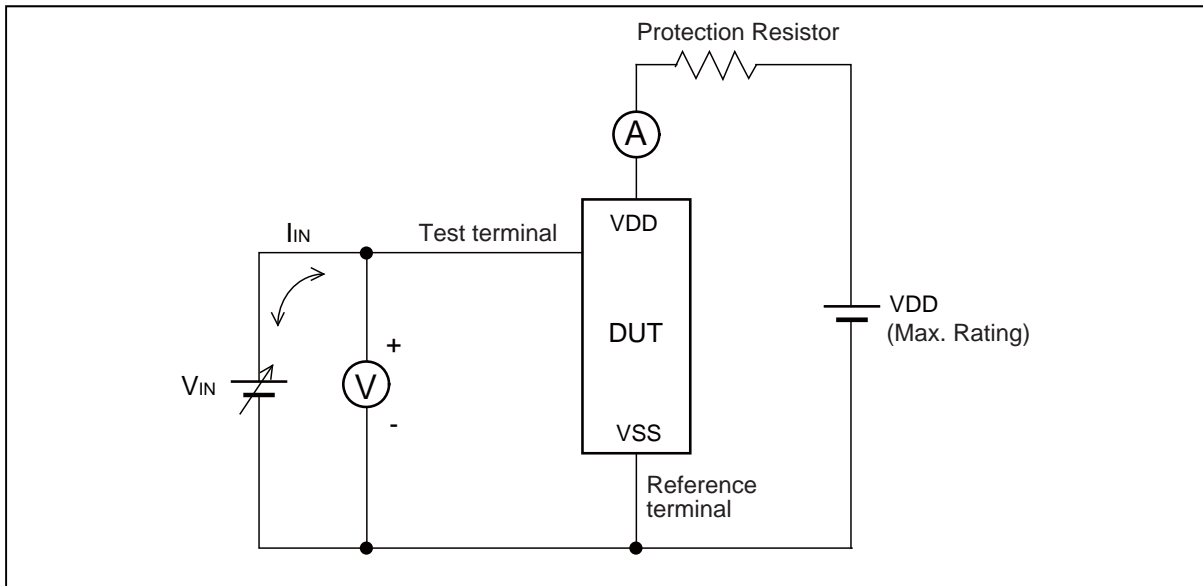 Protection Resistor
A
VDD
IIN
Test terminal
DUT
VDD
(Max. Rating)
+
VIN
V
-
VSS
Reference
terminal